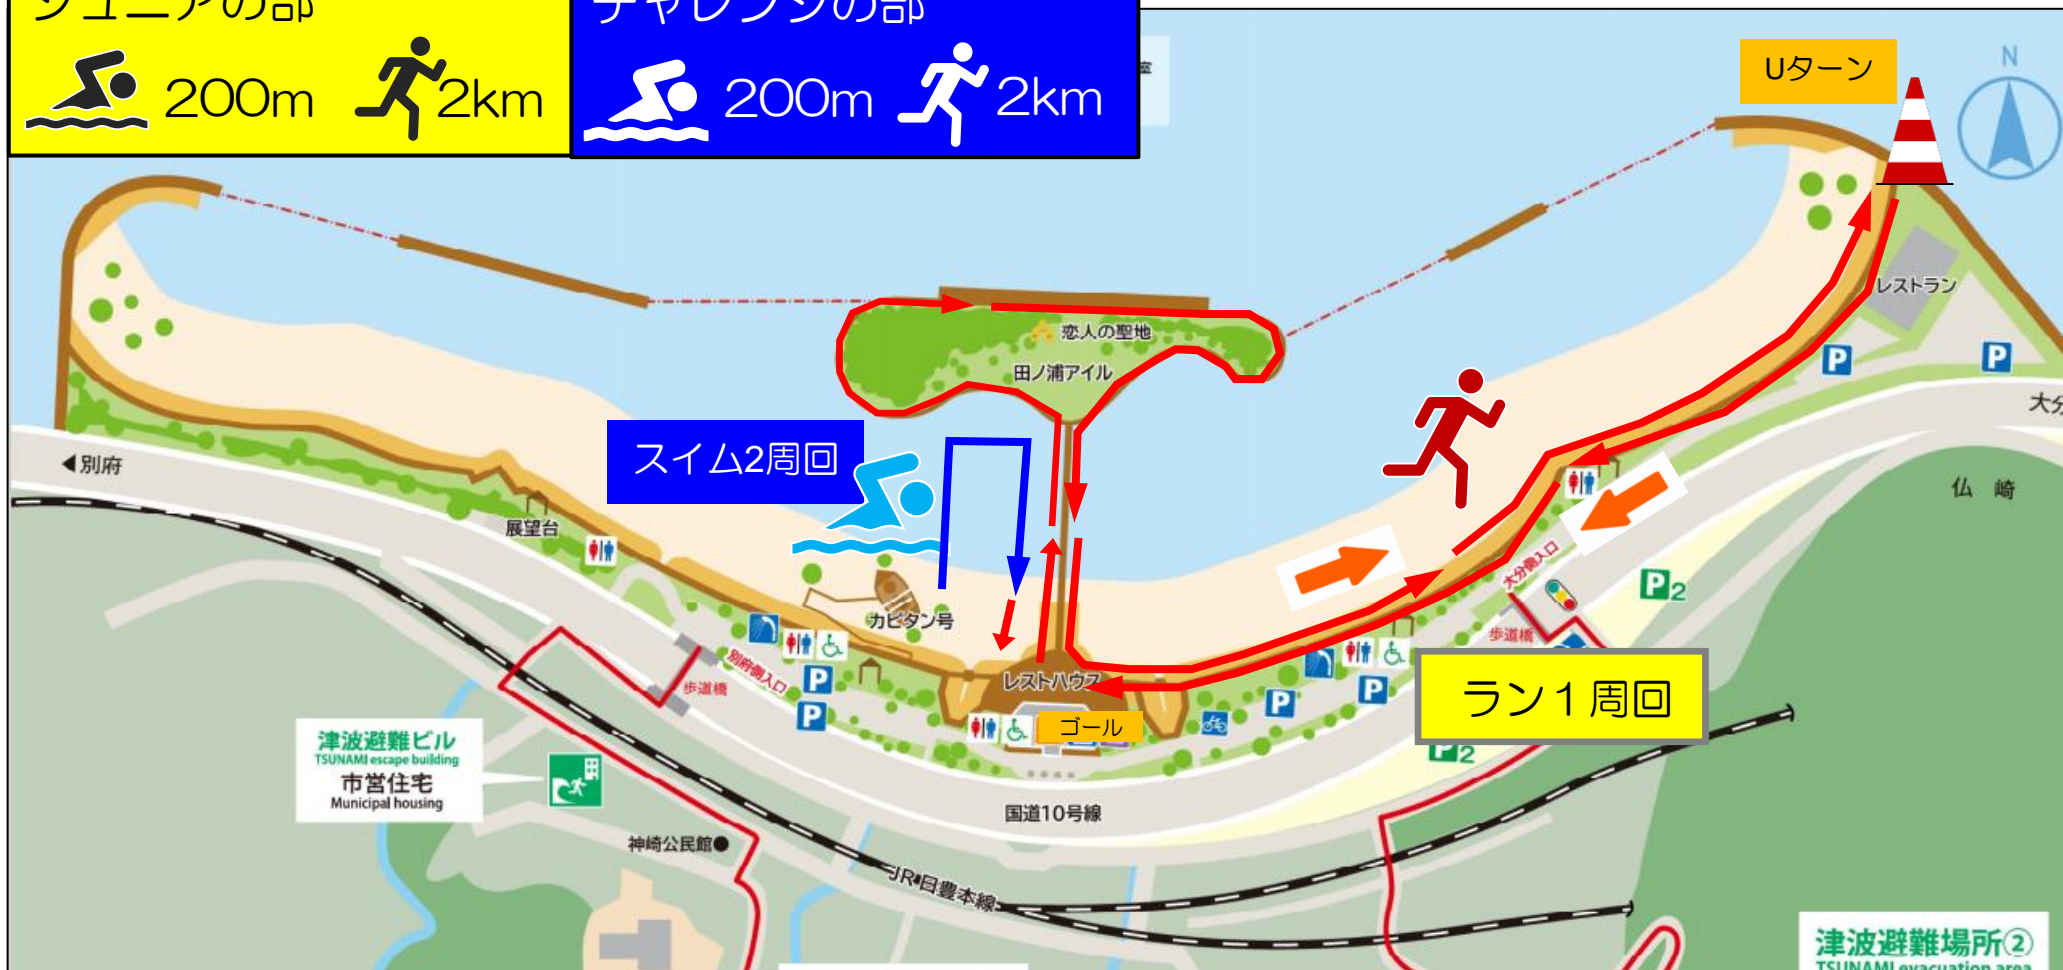 ジュニアの部
200m 2km
チャレンジの部
200m 2km
室
Uターン
N
レストラン
恋人の聖地
田ノ浦アイル
P
P
大分
◀別府
スイム2周回
仏崎
展望台
大分側入口
P2
カピタン号
歩道橋
別府側入口
歩道橋
P
P
レストハウス
P
P
ゴール
ラン１周回
P2
津波避難ビル
TSUNAMI escape building
市営住宅
Municipal housing
国道10号線
神崎公民館●
JR日豊本線
津波避難場所②
TSUNAMI evacuation area